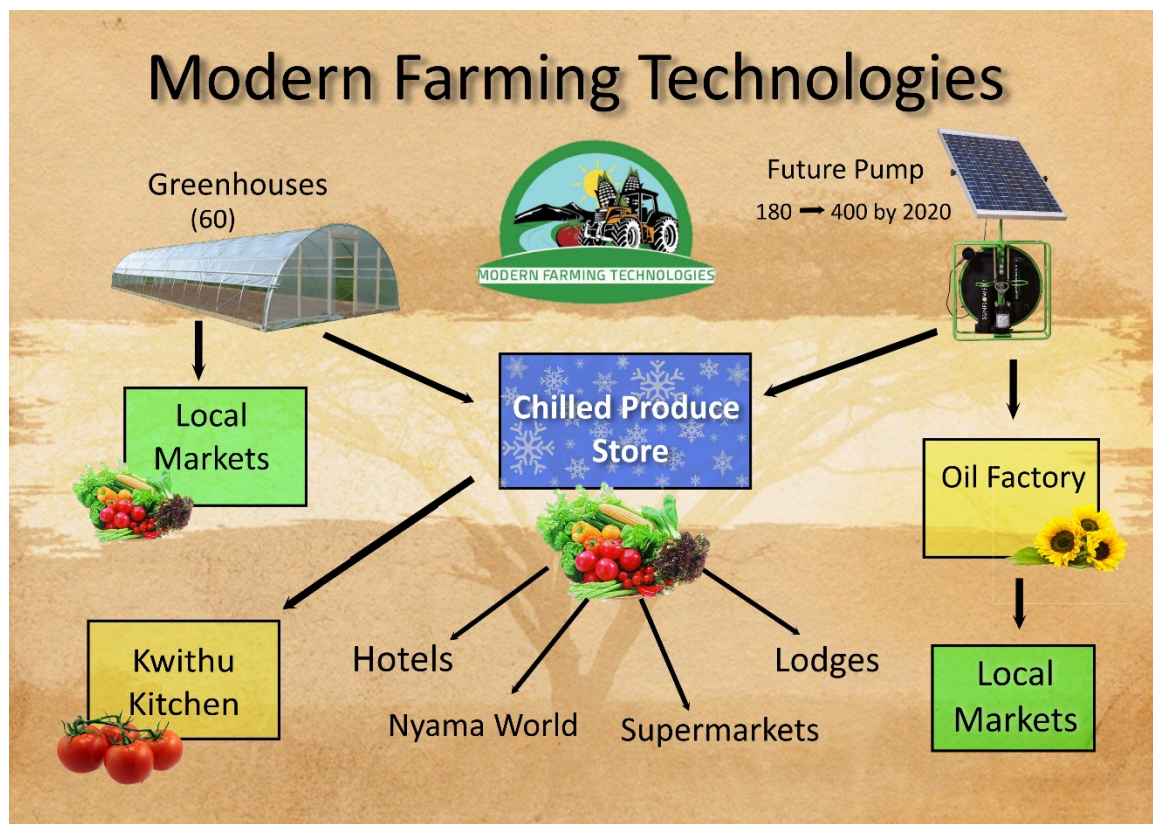 Modern Farming Technologies
Greenhouses
(60)
MODERN FARMING TECHNOLOGIES
Future Pump
180 → 400 by 2020
SUNFLOWER
Local
Markets
Chilled Produce
Store
Oil Factory
Kwithu
Kitchen
Hotels
Nyama World
Supermarkets
Lodges
Local
Markets